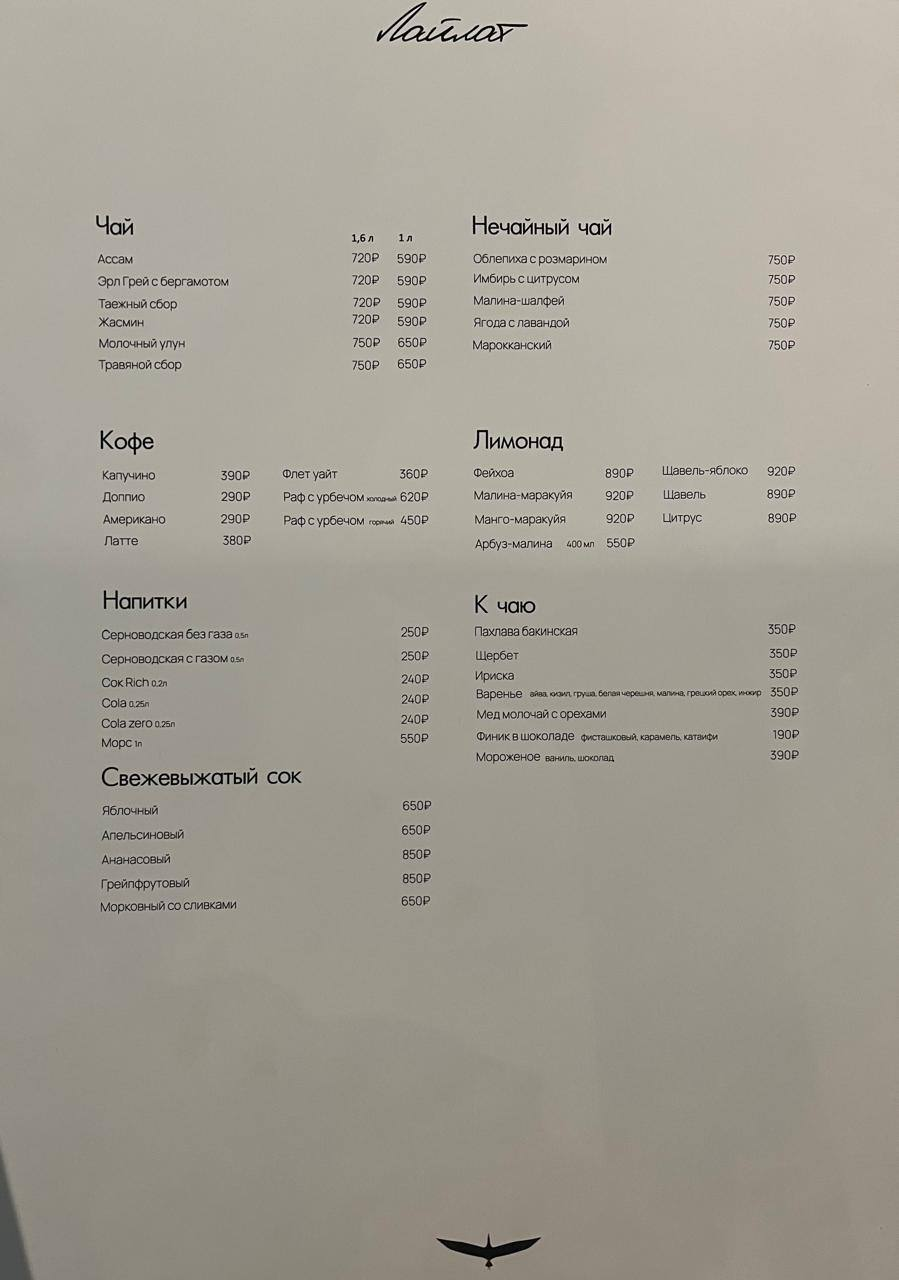 Лайлат
Чай
1,6 л 1 л
Ассам 720₽ 590₽
Эрл Грей с бергамотом 720₽ 590₽
Таежный сбор 720₽ 590₽
Жасмин 720₽ 590₽
Молочный улун 750₽ 650₽
Травяной сбор 750₽ 650₽
Нечайный чай
Облепиха с розмарином 750₽
Имбирь с цитрусом 750₽
Малина-шалфей 750₽
Ягода с лавандой 750₽
Марокканский 750₽
Кофе
Капучино 390₽ Флет уайт 360₽
Доппио 290₽ Раф с урбечом холодный 620₽
Американо 290₽ Раф с урбечом горячий 450₽
Латте 380₽
Лимонад
Фейхоа 890₽ Щавель-яблоко 920₽
Малина-маракуйя 920₽ Щавель 890₽
Манго-маракуйя 920₽ Цитрус 890₽
Арбуз-малина 400 мл 550₽
Напитки
Серноводская без газа 0,5л 250₽
Серноводская с газом 0,5л 250₽
Сок Rich 0,2л 240₽
Cola 0,25л 240₽
Cola zero 0,25л 240₽
Морс 1л 550₽
К чаю
Пахлава бакинская 350₽
Щербет 350₽
Ириска 350₽
Варенье айва, кизил, груша, белая черешня, малина, грецкий орех, инжир 350₽
Мед молочай с орехами 390₽
Финик в шоколаде фисташковый, карамель, катаифи 190₽
Мороженое ваниль, шоколад 390₽
Свежевыжатый сок
Яблочный 650₽
Апельсиновый 650₽
Ананасовый 850₽
Грейпфрутовый 850₽
Морковный со сливками 650₽